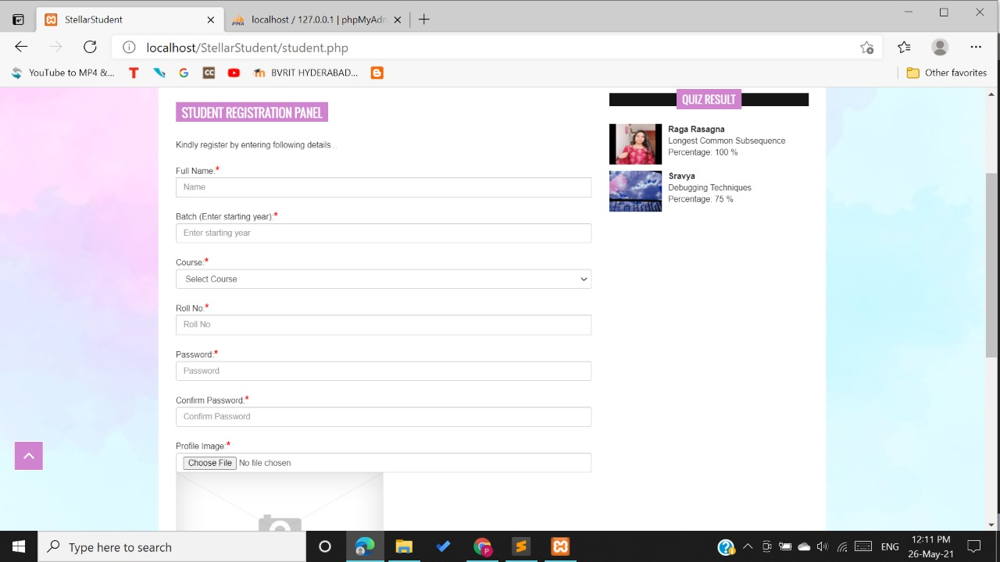 StellarStudent
PMA
localhost / 127.0.0.1 | phpMyAdm
localhost/StellarStudent/student.php
YouTube to MP4 &...
T
G
CC
BVRIT HYDERABAD...
Other favorites
STUDENT REGISTRATION PANEL
Kindly register by entering following details...
Full Name:*
Name
Batch (Enter starting year):*
Enter starting year
Course:*
Select Course
Roll No.*
Roll No
Password:*
Password
Confirm Password:*
Confirm Password
Profile Image:*
Choose File No file chosen
QUIZ RESULT
Raga Rasagna
Longest Common Subsequence
Percentage: 100 %
Sravya
Debugging Techniques
Percentage: 75 %
Type here to search
P
ENG
12:11 PM
26-May-21